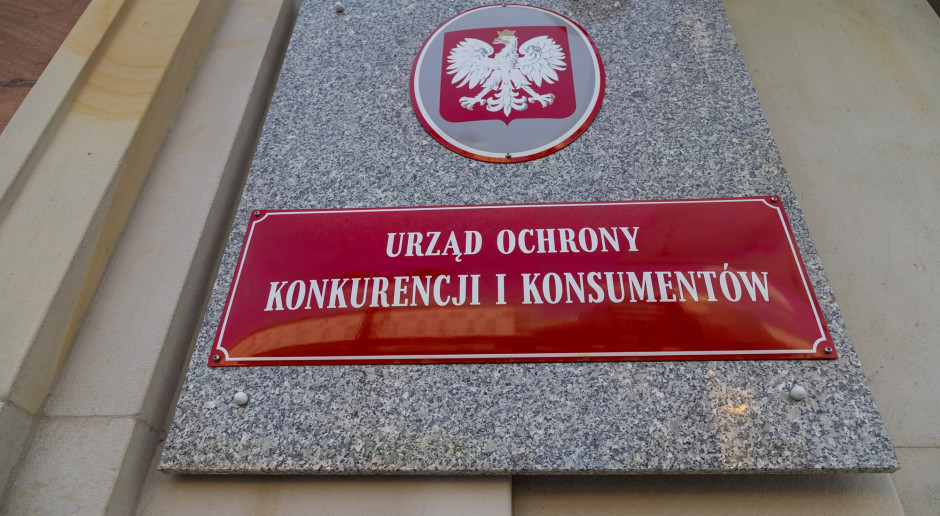 URZĄD OCHRONY
KONKURENCJI I KONSUMENTÓW